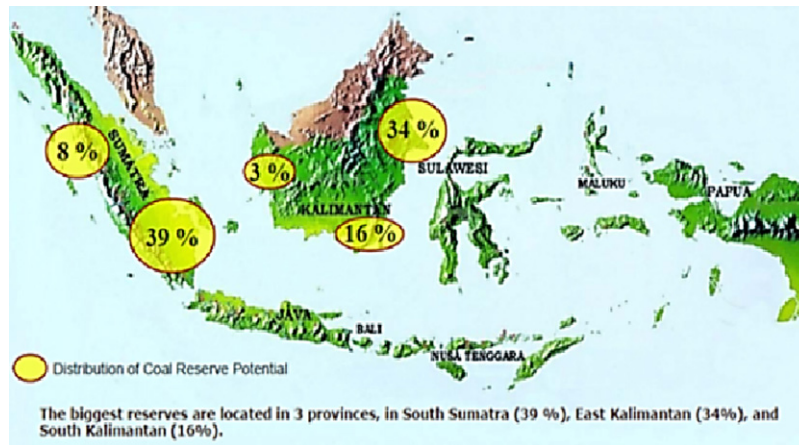 34 %
8 %
SUMATRA
3 %
SULAWESI
MALUKU
PAPUA
KALIMANTAN
39 %
16 %
JAVA
BALI
NUSA TENGGARA
Distribution of Coal Reserve Potential
The biggest reserves are located in 3 provinces, in South Sumatra (39 %), East Kalimantan (34%), and
South Kalimantan (16%).